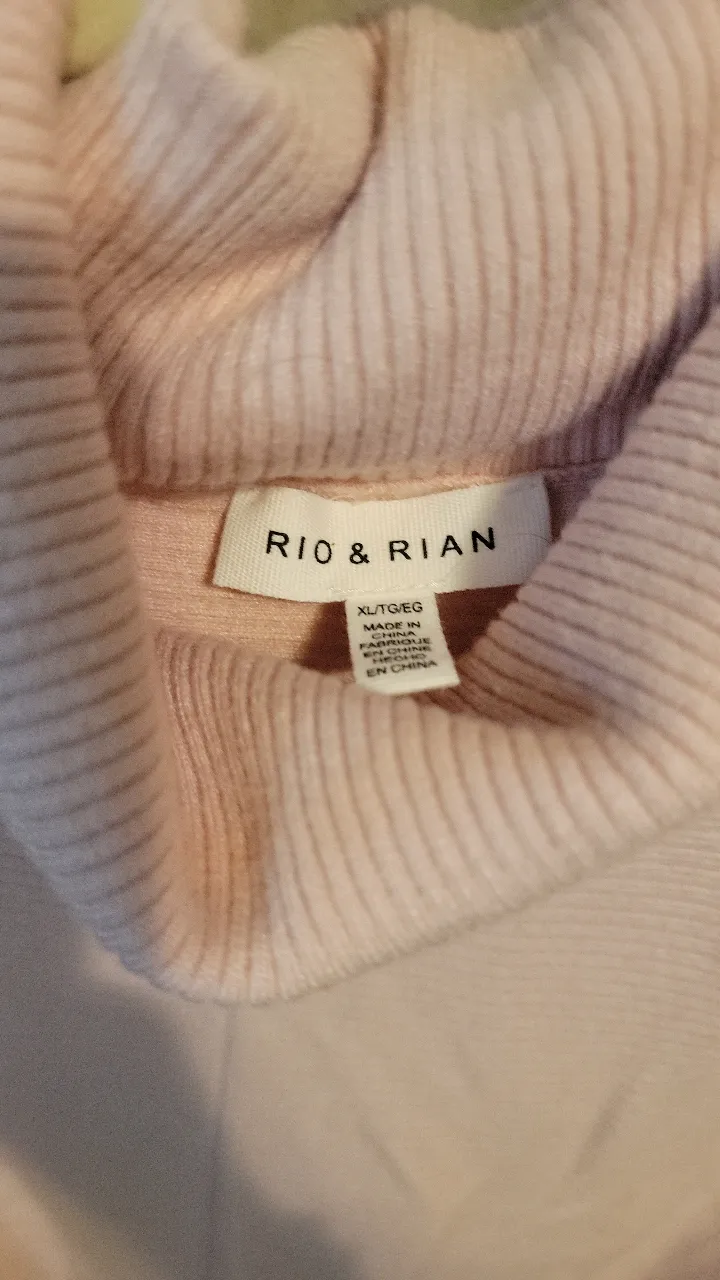 RIO & RIAN
XL/TG/EG
MADE IN
CHINA
FABRIQUE
EN CHINE
HECHO
EN CHINA